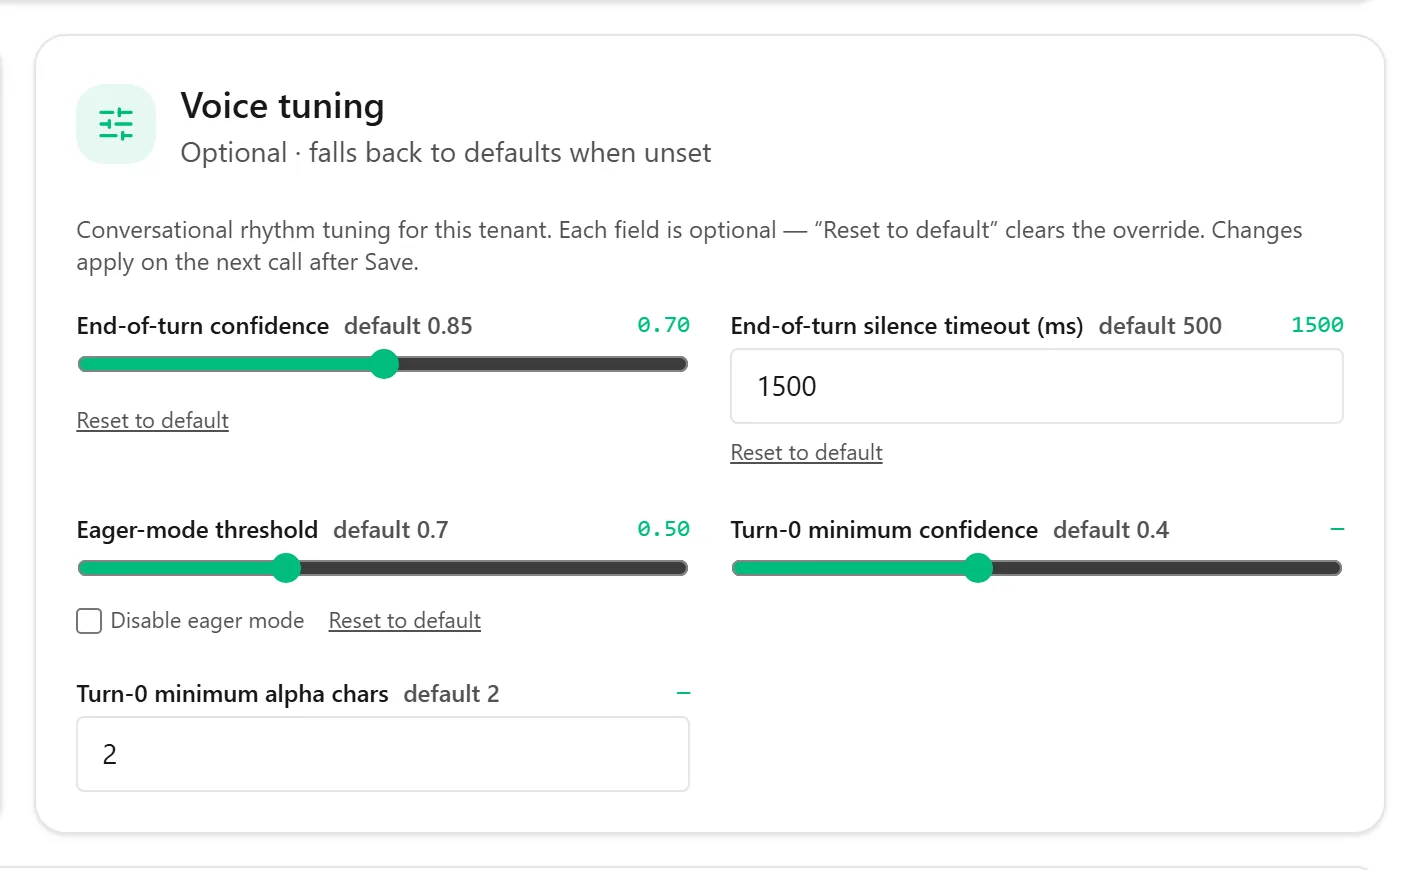 Voice tuning
Optional · falls back to defaults when unset
Conversational rhythm tuning for this tenant. Each field is optional — “Reset to default” clears the override. Changes
apply on the next call after Save.
End-of-turn confidence default 0.85 0.70
Reset to default
End-of-turn silence timeout (ms) default 500 1500
1500
Reset to default
Eager-mode threshold default 0.7 0.50
Disable eager mode Reset to default
Turn-0 minimum confidence default 0.4 —
Turn-0 minimum alpha chars default 2 —
2